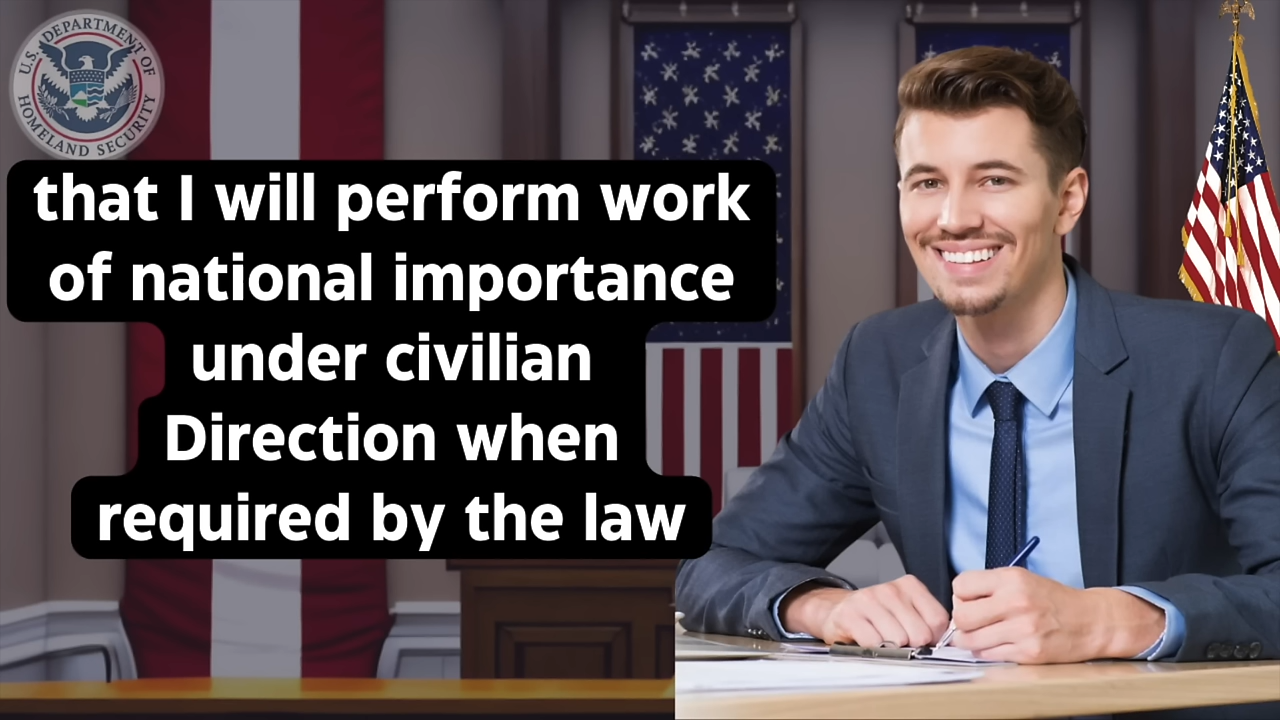 U.S. DEPARTMENT OF
HOMELAND SECURITY
that I will perform work
of national importance
under civilian
Direction when
required by the law